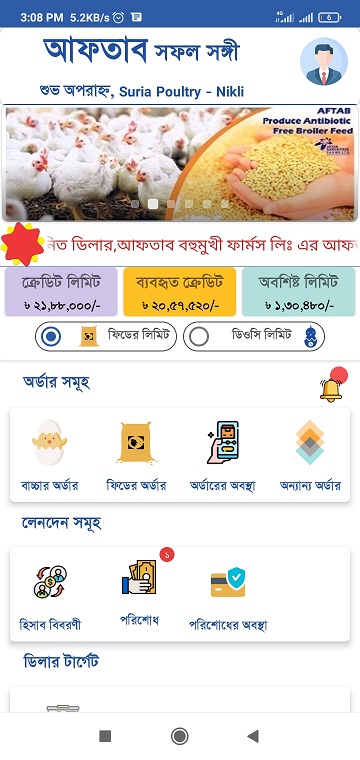 3:08 PM 5.2KB/s
4G
6
আফতাব সফল সঙ্গী
শুভ অপরাহ্ন, Suria Poultry - Nikli
AFTAB
Produce Antibiotic
Free Broiler Feed
ডিলার,আফতাব বহুমুখী ফার্মস লিঃ এর
ক্রেডিট লিমিট
৳ ২১,৮৮,০০০/-
ব্যবহৃত ক্রেডিট
৳ ২০,৫৭,৫২০/-
অবশিষ্ট লিমিট
৳ ১,৩০,৪৮০/-
ফিডের লিমিট
ডিওসি লিমিট
অর্ডার সমূহ
বাচ্চার অর্ডার
ফিডের অর্ডার
অর্ডারের অবস্থা
অন্যান্য অর্ডার
লেনদেন সমূহ
১
হিসাব বিবরণী
পরিশোধ
পরিশোধের অবস্থা
ডিলার টার্গেট